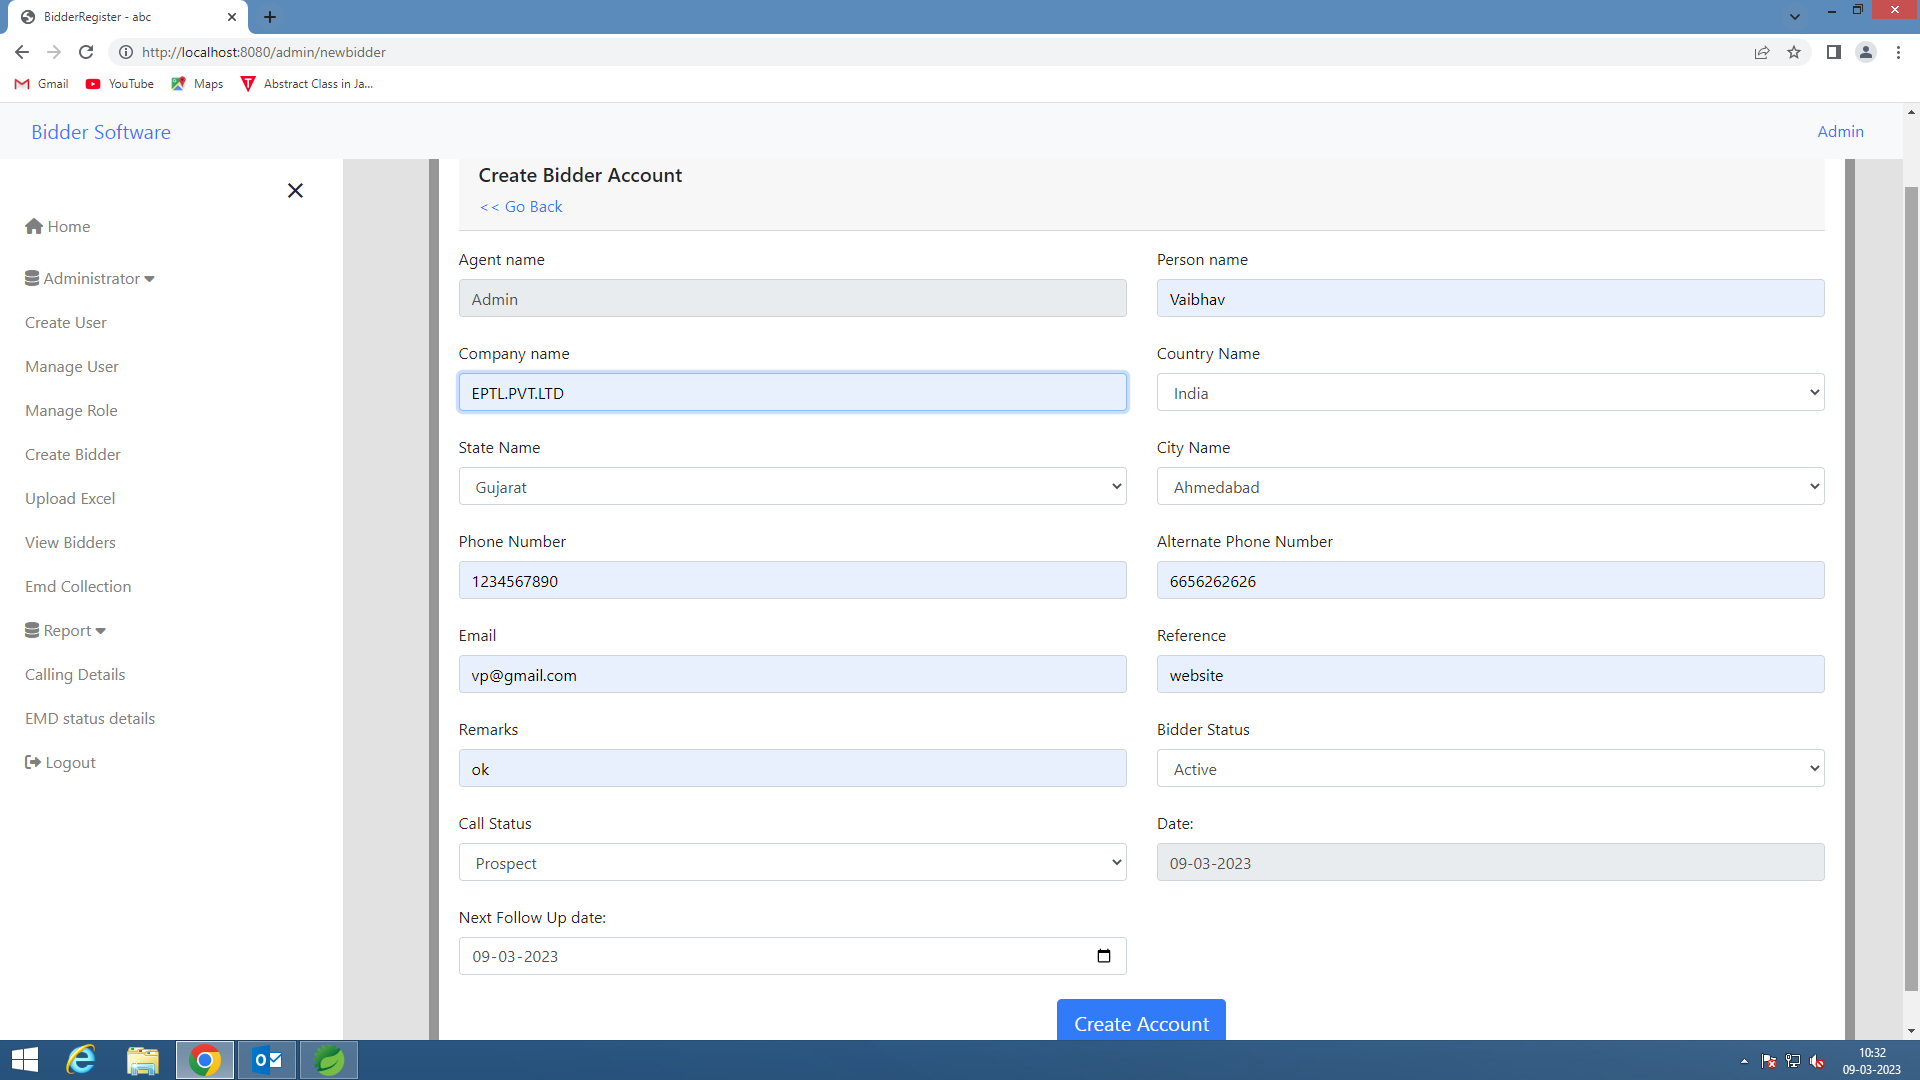 BidderRegister - abc
http://localhost:8080/admin/newbidder
Gmail
YouTube
Maps
Abstract Class in Ja...
Bidder Software
Admin
Home
Administrator
Create User
Manage User
Manage Role
Create Bidder
Upload Excel
View Bidders
Emd Collection
Report
Calling Details
EMD status details
Logout
Create Bidder Account
<< Go Back
Agent name
Person name
Admin
Vaibhav
Company name
Country Name
EPTL.PVT.LTD
India
State Name
City Name
Gujarat
Ahmedabad
Phone Number
Alternate Phone Number
1234567890
6656262626
Email
Reference
vp@gmail.com
website
Remarks
Bidder Status
ok
Active
Call Status
Date:
Prospect
09-03-2023
Next Follow Up date:
09-03-2023
Create Account
10:32
09-03-2023